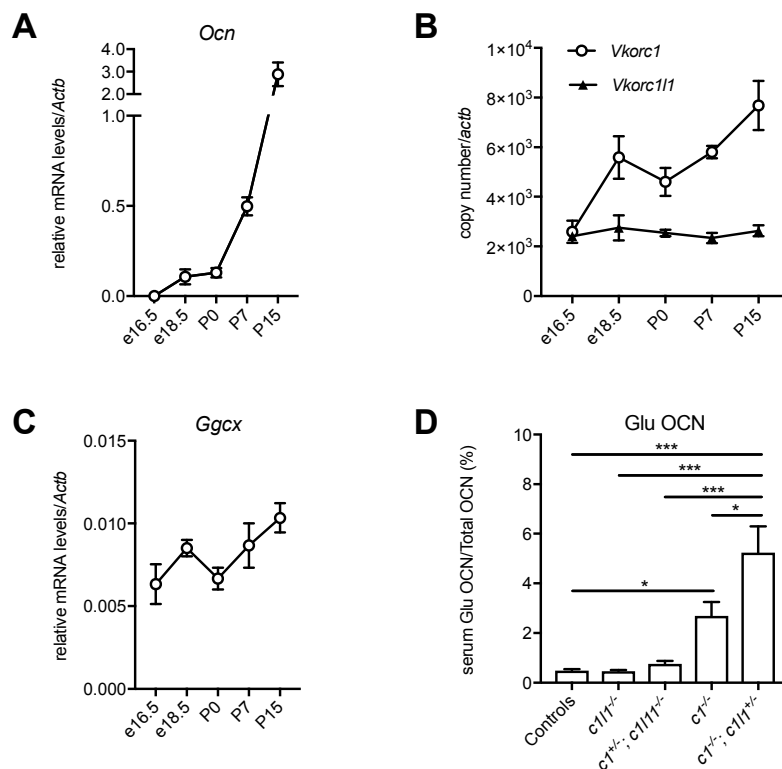 A
Ocn
relative mRNA levels/Actb
4.0
3.0
2.0
1.0
0.5
0.0
e16.5
e18.5
P0
P7
P15
B
Vkorc1
Vkorc1l1
copy number/actb
1×10⁴
8×10³
6×10³
4×10³
2×10³
0
e16.5
e18.5
P0
P7
P15
C
Ggcx
relative mRNA levels/Actb
0.015
0.010
0.005
0.000
e16.5
e18.5
P0
P7
P15
D
Glu OCN
serum Glu OCN/Total OCN (%)
10
8
6
4
2
0
***
***
***
*
*
Controls
c1l1⁻/⁻
c1⁺/⁻; c1l11⁻/⁻
c1⁻/⁻
c1⁻/⁻; c1l1⁺/⁻